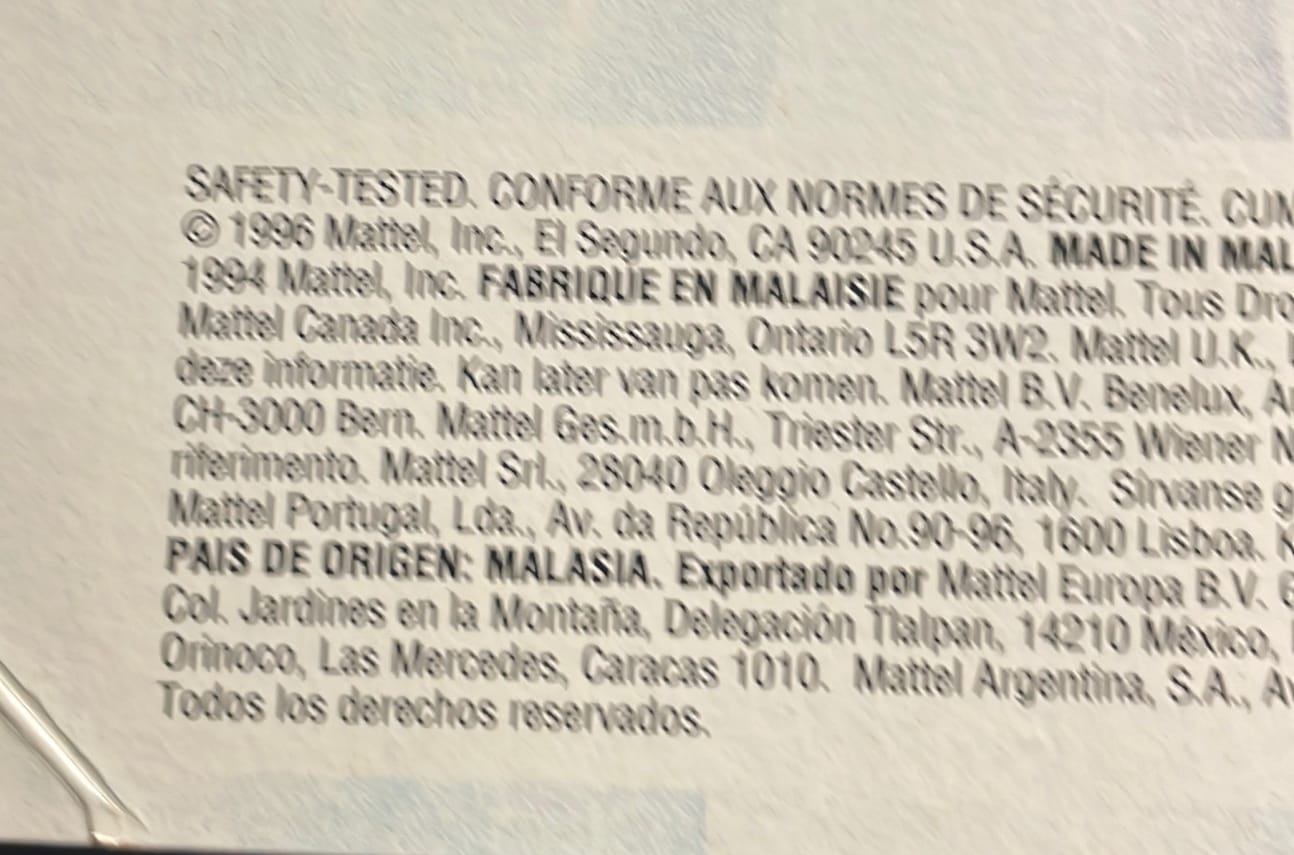 SAFETY-TESTED. CONFORME AUX NORMES DE SÉCURITÉ.
© 1996 Mattel, Inc., El Segundo, CA 90245 U.S.A. MADE IN
1994 Mattel, Inc. FABRIQUE EN MALAISIE pour Mattel. Tous
Mattel Canada Inc., Mississauga, Ontario L5R 3W2. Mattel U.K.,
deze informatie. Kan later van pas komen. Mattel B.V. Benelux,
CH-3000 Bern. Mattel Ges.m.b.H., Triester Str., A-2355 Wiener
riferimento. Mattel Srl., 28040 Oleggio Castello, Italy. Sirvanse
Mattel Portugal, Lda., Av. da República No.90-96, 1600 Lisboa.
PAIS DE ORIGEN: MALASIA. Exportado por Mattel Europa B.V.
Col. Jardines en la Montaña, Delegación Tlalpan, 14210 México,
Orinoco, Las Mercedes, Caracas 1010. Mattel Argentina, S.A.,
Todos los derechos reservados.